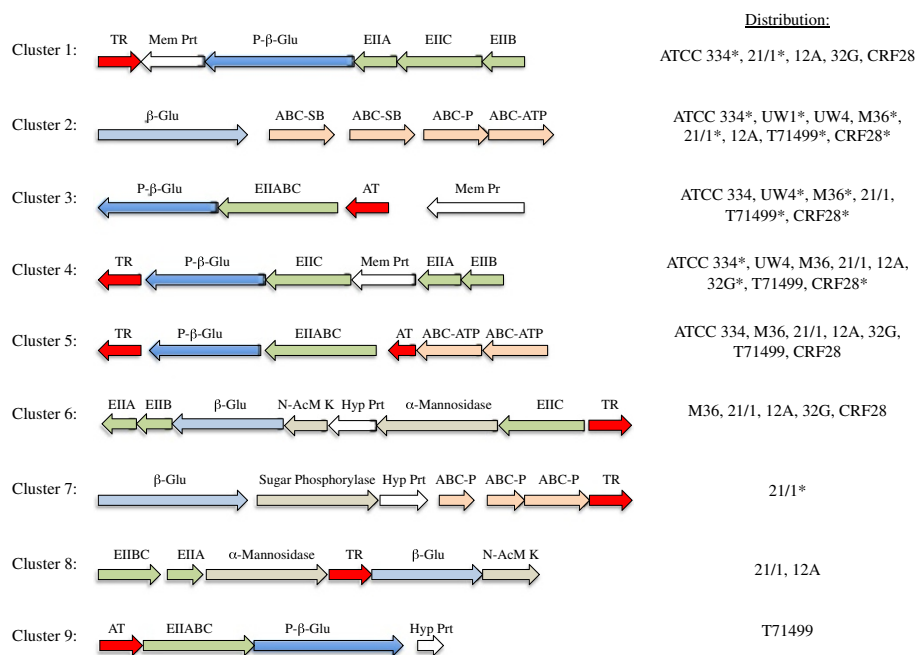 Distribution:
TR Mem Prt P-β-Glu EIIA EIIC EIIB
Cluster 1:
ATCC 334*, 21/1*, 12A, 32G, CRF28
β-Glu ABC-SB ABC-SB ABC-P ABC-ATP
Cluster 2:
ATCC 334*, UW1*, UW4, M36*,
21/1*, 12A, T71499*, CRF28*
P-β-Glu EIIABC AT Mem Pr
Cluster 3:
ATCC 334, UW4*, M36*, 21/1,
T71499*, CRF28*
TR P-β-Glu EIIC Mem Prt EIIA EIIB
Cluster 4:
ATCC 334*, UW4, M36, 21/1, 12A,
32G*, T71499, CRF28*
TR P-β-Glu EIIABC AT ABC-ATP ABC-ATP
Cluster 5:
ATCC 334, M36, 21/1, 12A, 32G,
T71499, CRF28
EIIA EIIB β-Glu N-AcM K Hyp Prt α-Mannosidase EIIC TR
Cluster 6:
M36, 21/1, 12A, 32G, CRF28
β-Glu Sugar Phosphorylase Hyp Prt ABC-P ABC-P ABC-P TR
Cluster 7:
21/1*
EIIBC EIIA α-Mannosidase TR β-Glu N-AcM K
Cluster 8:
21/1, 12A
AT EIIABC P-β-Glu Hyp Prt
Cluster 9:
T71499